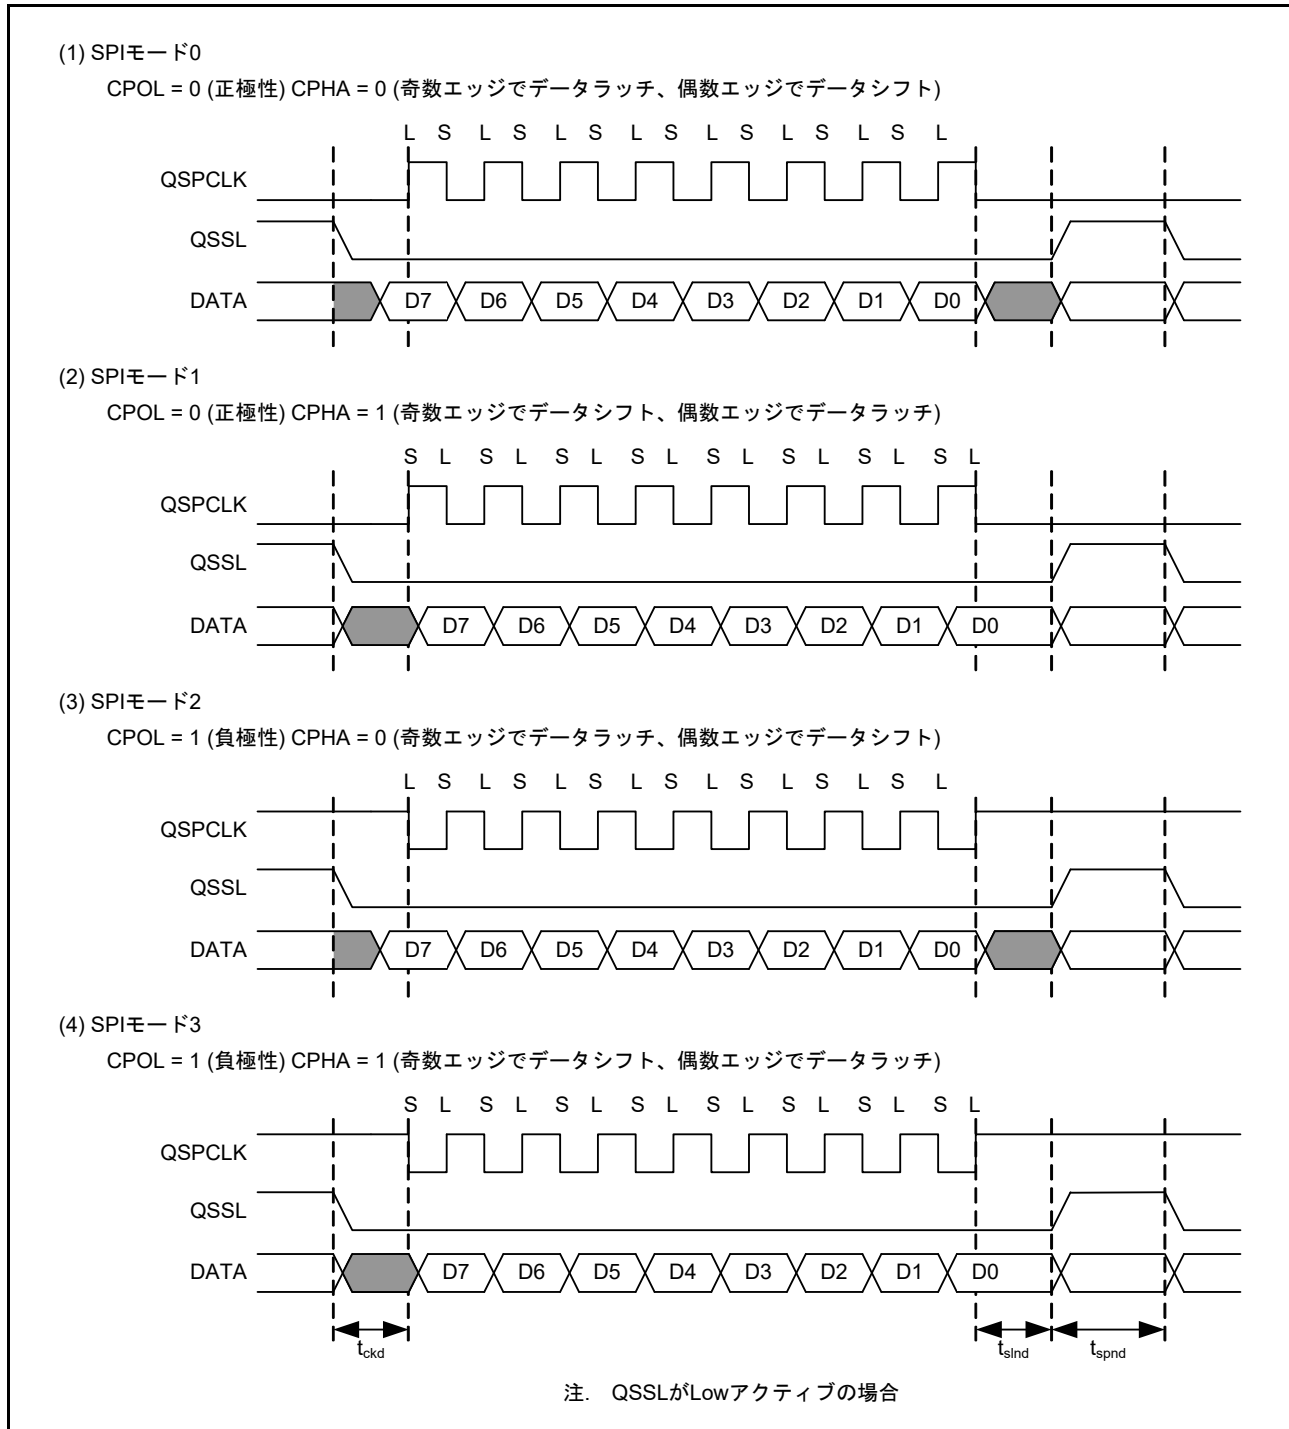 (1) SPIモード0
CPOL = 0 (正極性) CPHA = 0 (奇数エッジでデータラッチ、偶数エッジでデータシフト)
L S L S L S L S L S L S L S L
QSPCLK
QSSL
DATA D7 D6 D5 D4 D3 D2 D1 D0
(2) SPIモード1
CPOL = 0 (正極性) CPHA = 1 (奇数エッジでデータシフト、偶数エッジでデータラッチ)
S L S L S L S L S L S L S L S L
QSPCLK
QSSL
DATA D7 D6 D5 D4 D3 D2 D1 D0
(3) SPIモード2
CPOL = 1 (負極性) CPHA = 0 (奇数エッジでデータラッチ、偶数エッジでデータシフト)
L S L S L S L S L S L S L S L
QSPCLK
QSSL
DATA D7 D6 D5 D4 D3 D2 D1 D0
(4) SPIモード3
CPOL = 1 (負極性) CPHA = 1 (奇数エッジでデータシフト、偶数エッジでデータラッチ)
S L S L S L S L S L S L S L S L
QSPCLK
QSSL
DATA D7 D6 D5 D4 D3 D2 D1 D0
tckd tslnd tspnd
注. QSSLがLowアクティブの場合